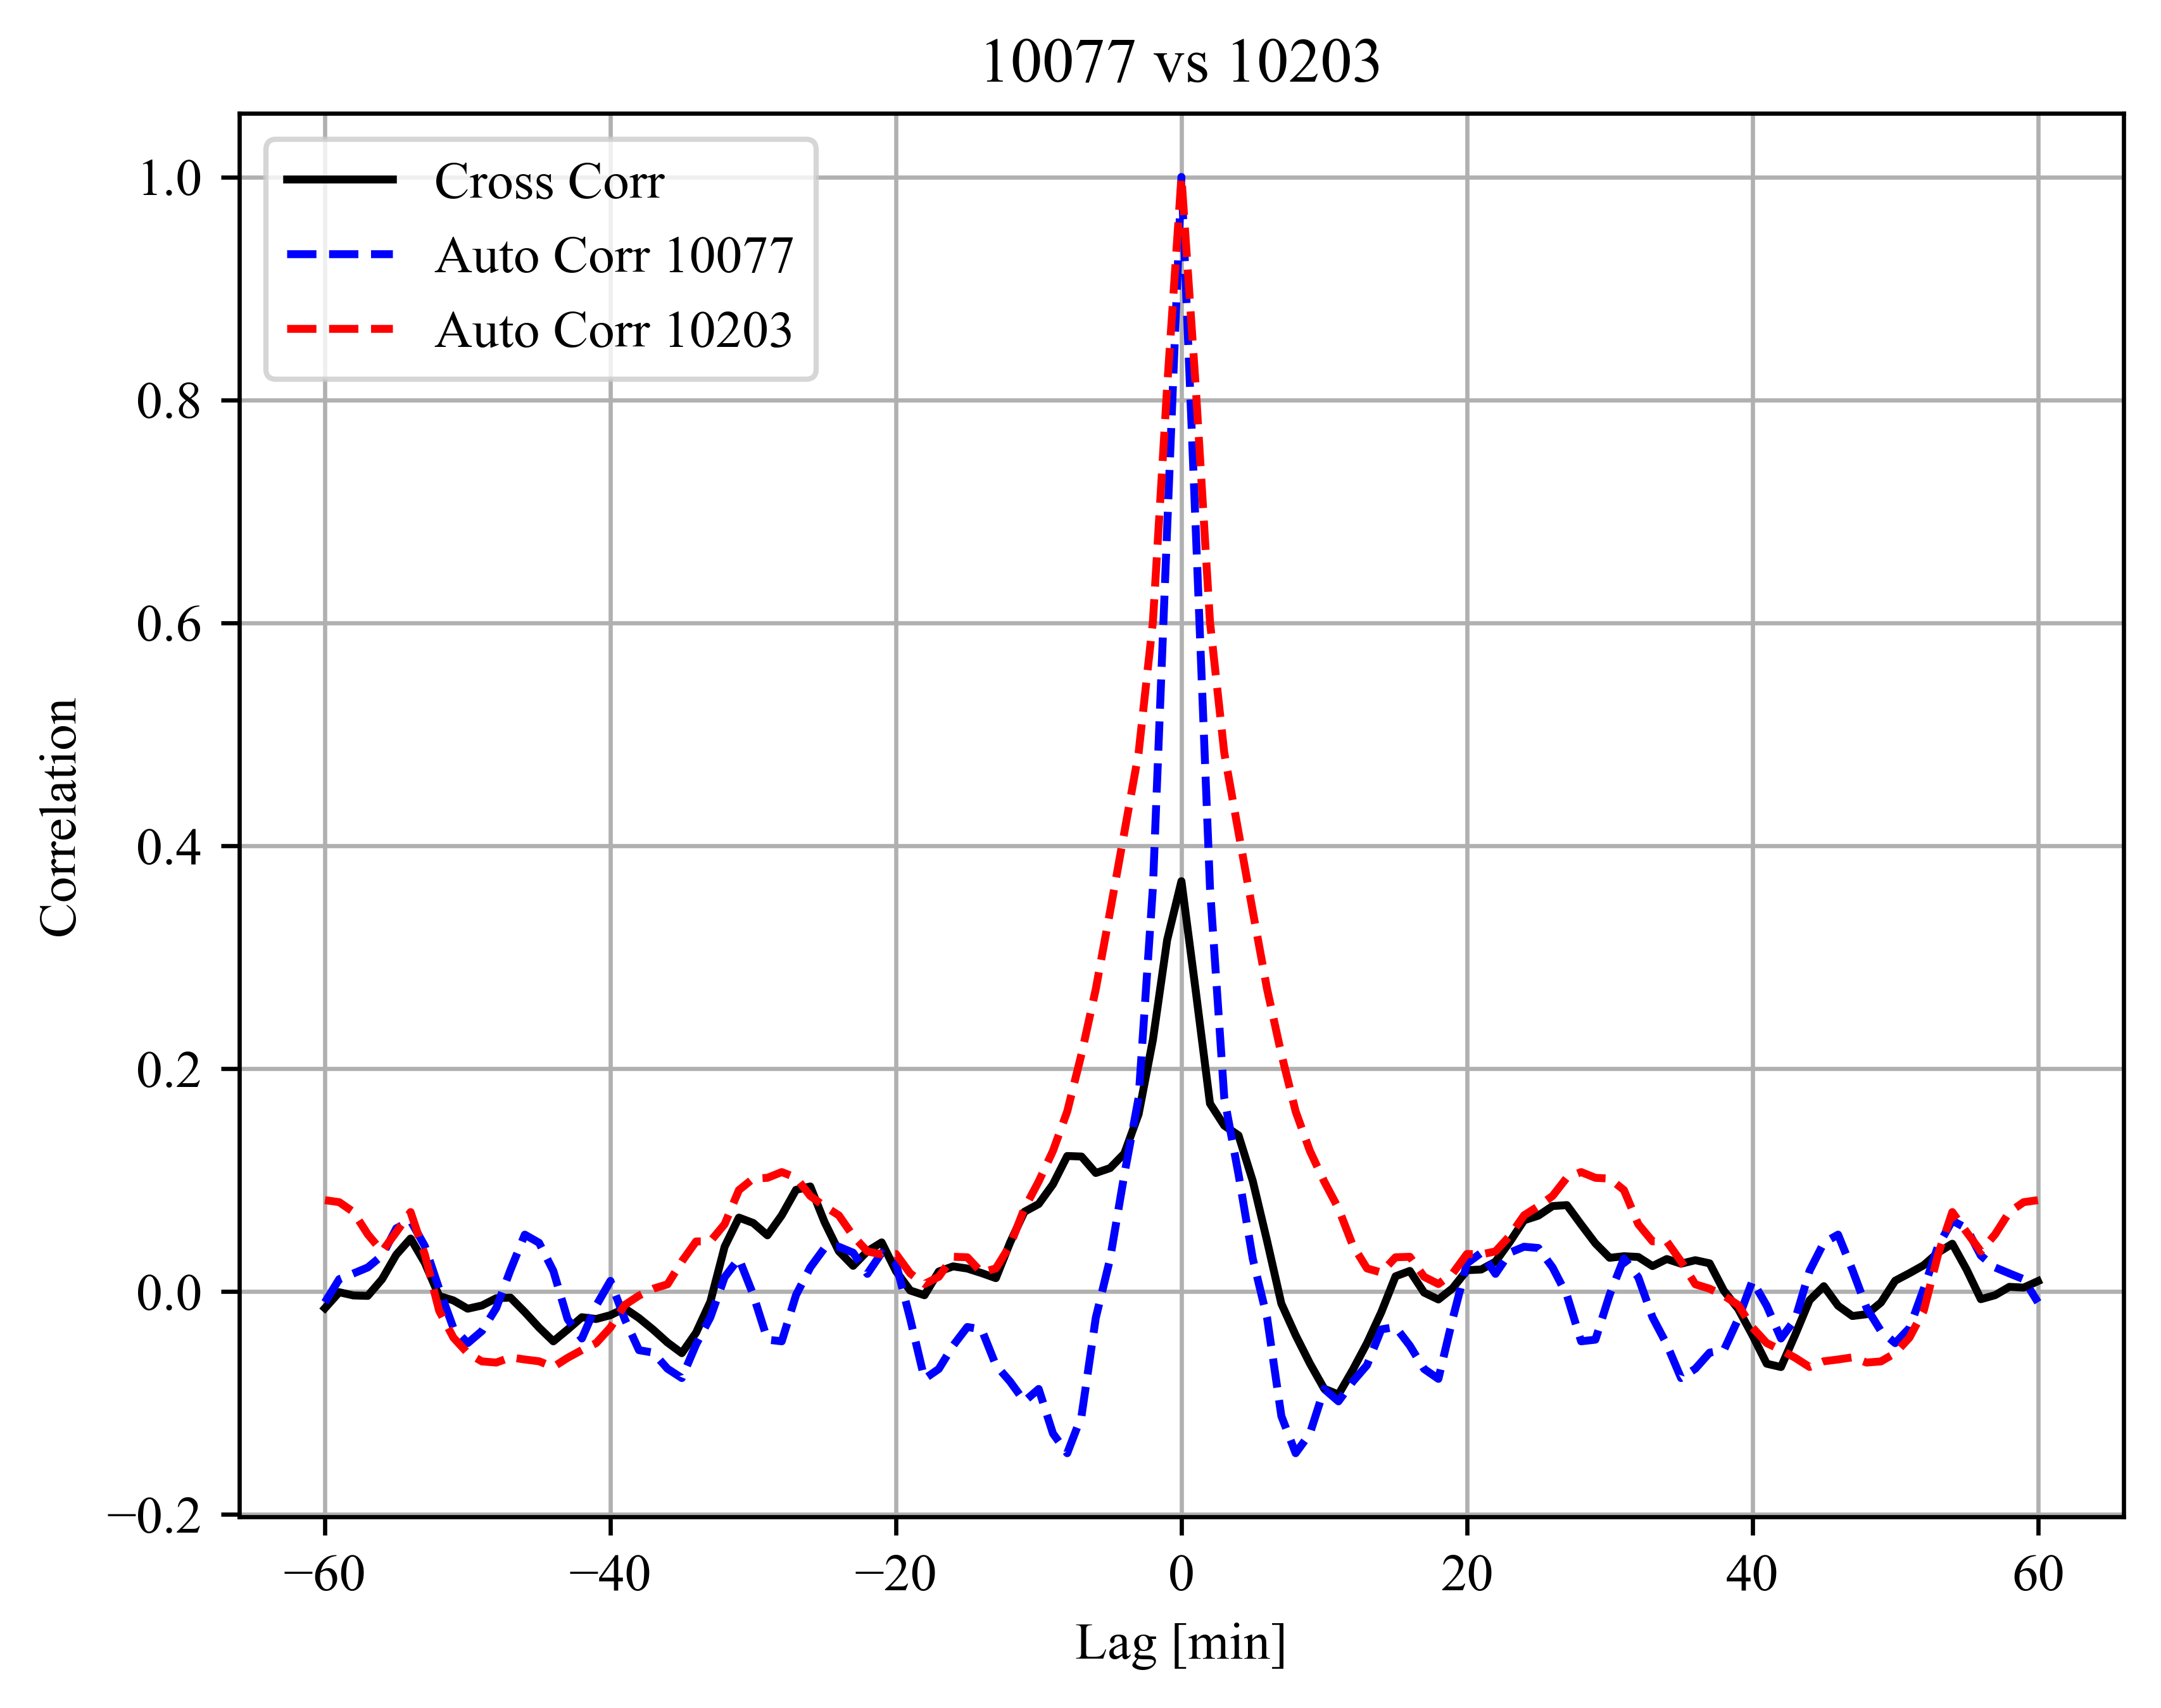 10077 vs 10203
Cross Corr
Auto Corr 10077
Auto Corr 10203
1.0
0.8
0.6
0.4
0.2
0.0
−0.2
Correlation
−60 −40 −20 0 20 40 60
Lag [min]